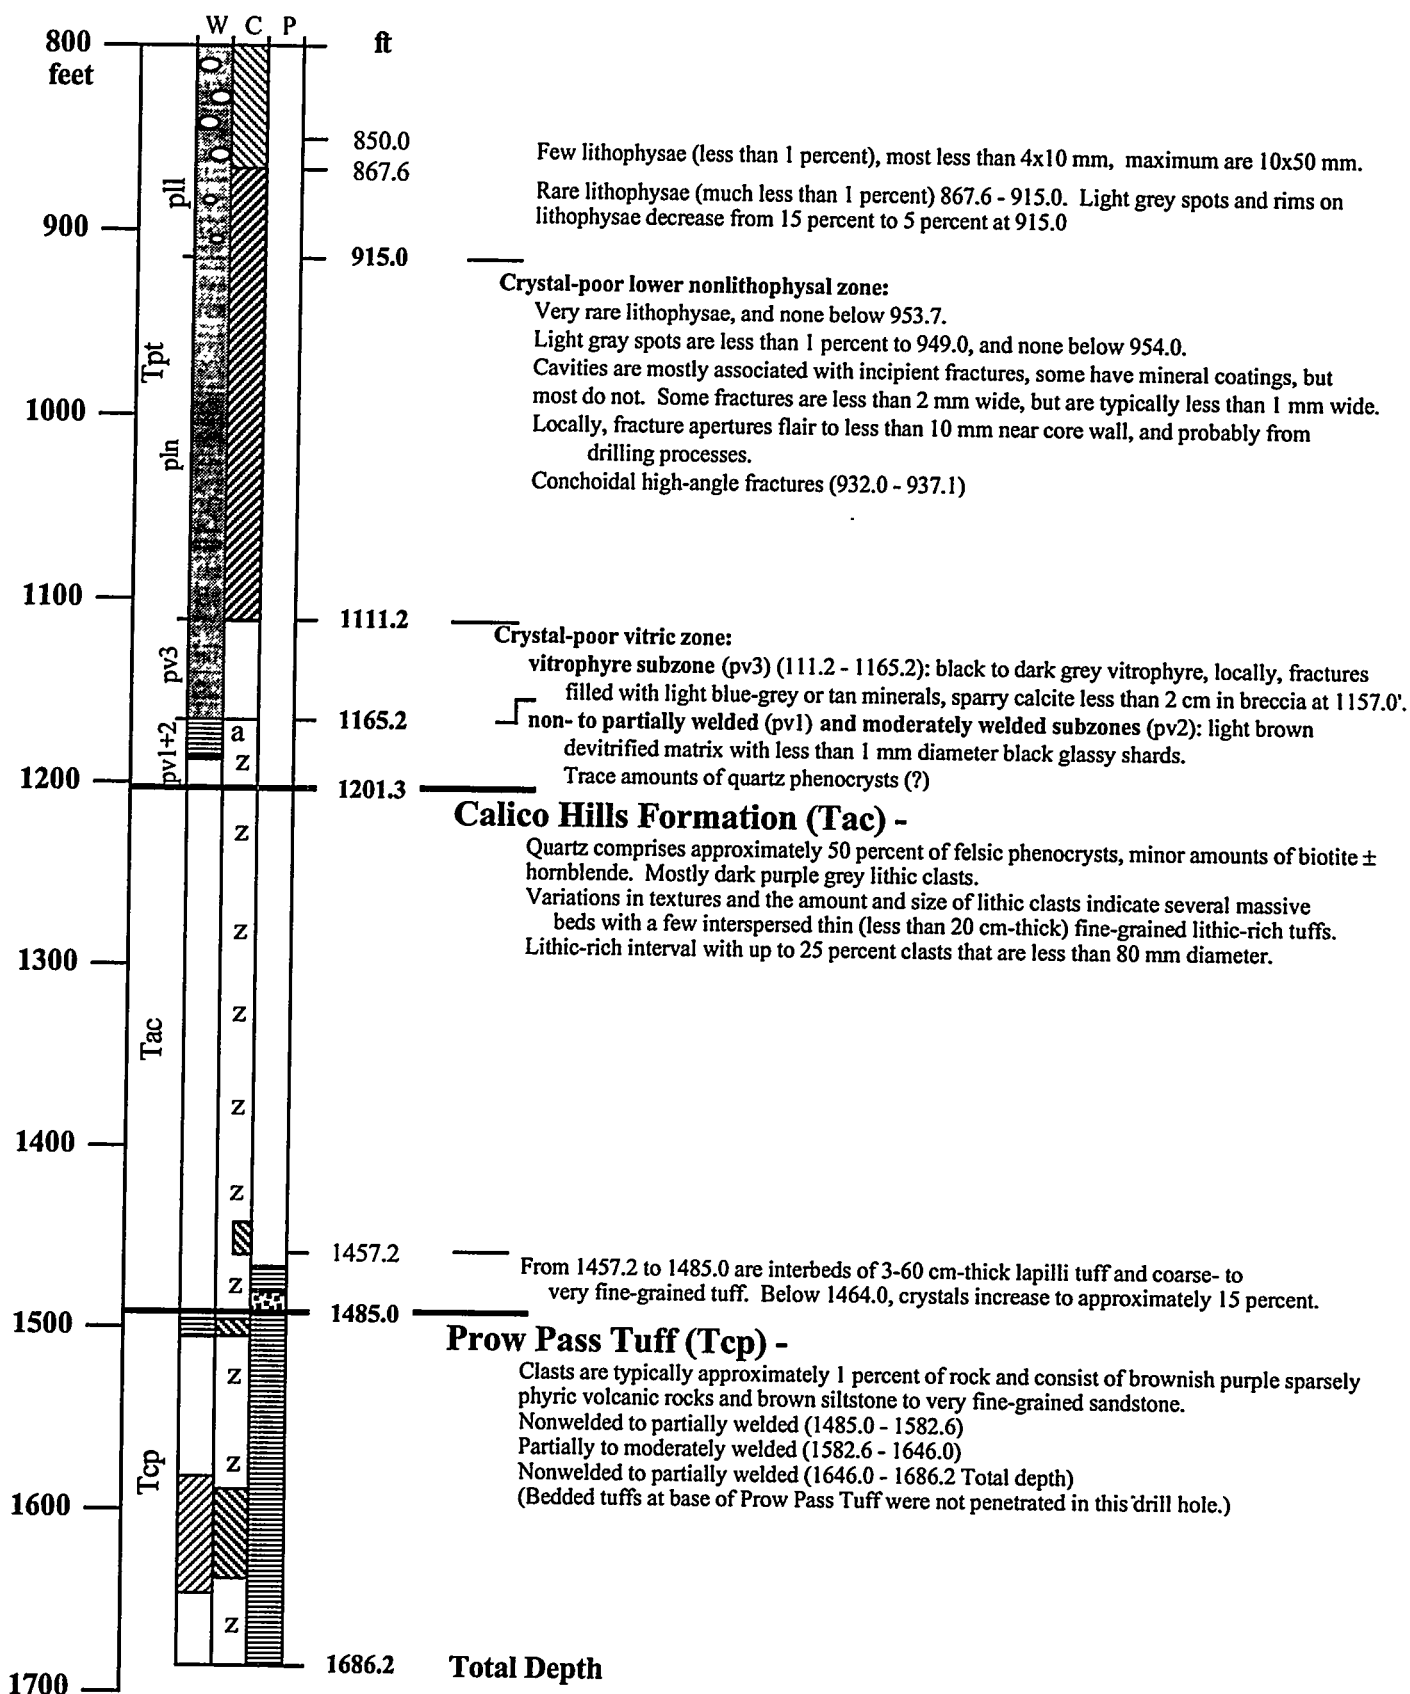 W C P
800
feet
ft
850.0
Few lithophysae (less than 1 percent), most less than 4x10 mm, maximum are 10x50 mm.
867.6
Rare lithophysae (much less than 1 percent) 867.6 - 915.0. Light grey spots and rims on
lithophysae decrease from 15 percent to 5 percent at 915.0
pll
900
915.0
Crystal-poor lower nonlithophysal zone:
Very rare lithophysae, and none below 953.7.
Light gray spots are less than 1 percent to 949.0, and none below 954.0.
Cavities are mostly associated with incipient fractures, some have mineral coatings, but
most do not. Some fractures are less than 2 mm wide, but are typically less than 1 mm wide.
Locally, fracture apertures flair to less than 10 mm near core wall, and probably from
drilling processes.
Conchoidal high-angle fractures (932.0 - 937.1)
Tpt
1000
pln
1100
1111.2
Crystal-poor vitric zone:
vitrophyre subzone (pv3) (111.2 - 1165.2): black to dark grey vitrophyre, locally, fractures
filled with light blue-grey or tan minerals, sparry calcite less than 2 cm in breccia at 1157.0'.
pv3
1165.2
non- to partially welded (pv1) and moderately welded subzones (pv2): light brown
devitrified matrix with less than 1 mm diameter black glassy shards.
Trace amounts of quartz phenocrysts (?)
pv1+2
a
z
1200
1201.3
Calico Hills Formation (Tac) -
Quartz comprises approximately 50 percent of felsic phenocrysts, minor amounts of biotite ±
hornblende. Mostly dark purple grey lithic clasts.
Variations in textures and the amount and size of lithic clasts indicate several massive
beds with a few interspersed thin (less than 20 cm-thick) fine-grained lithic-rich tuffs.
Lithic-rich interval with up to 25 percent clasts that are less than 80 mm diameter.
z
z
1300
z
Tac
z
1400
z
1457.2
From 1457.2 to 1485.0 are interbeds of 3-60 cm-thick lapilli tuff and coarse- to
very fine-grained tuff. Below 1464.0, crystals increase to approximately 15 percent.
z
1485.0
1500
Prow Pass Tuff (Tcp) -
Clasts are typically approximately 1 percent of rock and consist of brownish purple sparsely
phyric volcanic rocks and brown siltstone to very fine-grained sandstone.
Nonwelded to partially welded (1485.0 - 1582.6)
Partially to moderately welded (1582.6 - 1646.0)
Nonwelded to partially welded (1646.0 - 1686.2 Total depth)
(Bedded tuffs at base of Prow Pass Tuff were not penetrated in this drill hole.)
z
z
Tcp
1600
z
1686.2 Total Depth
1700